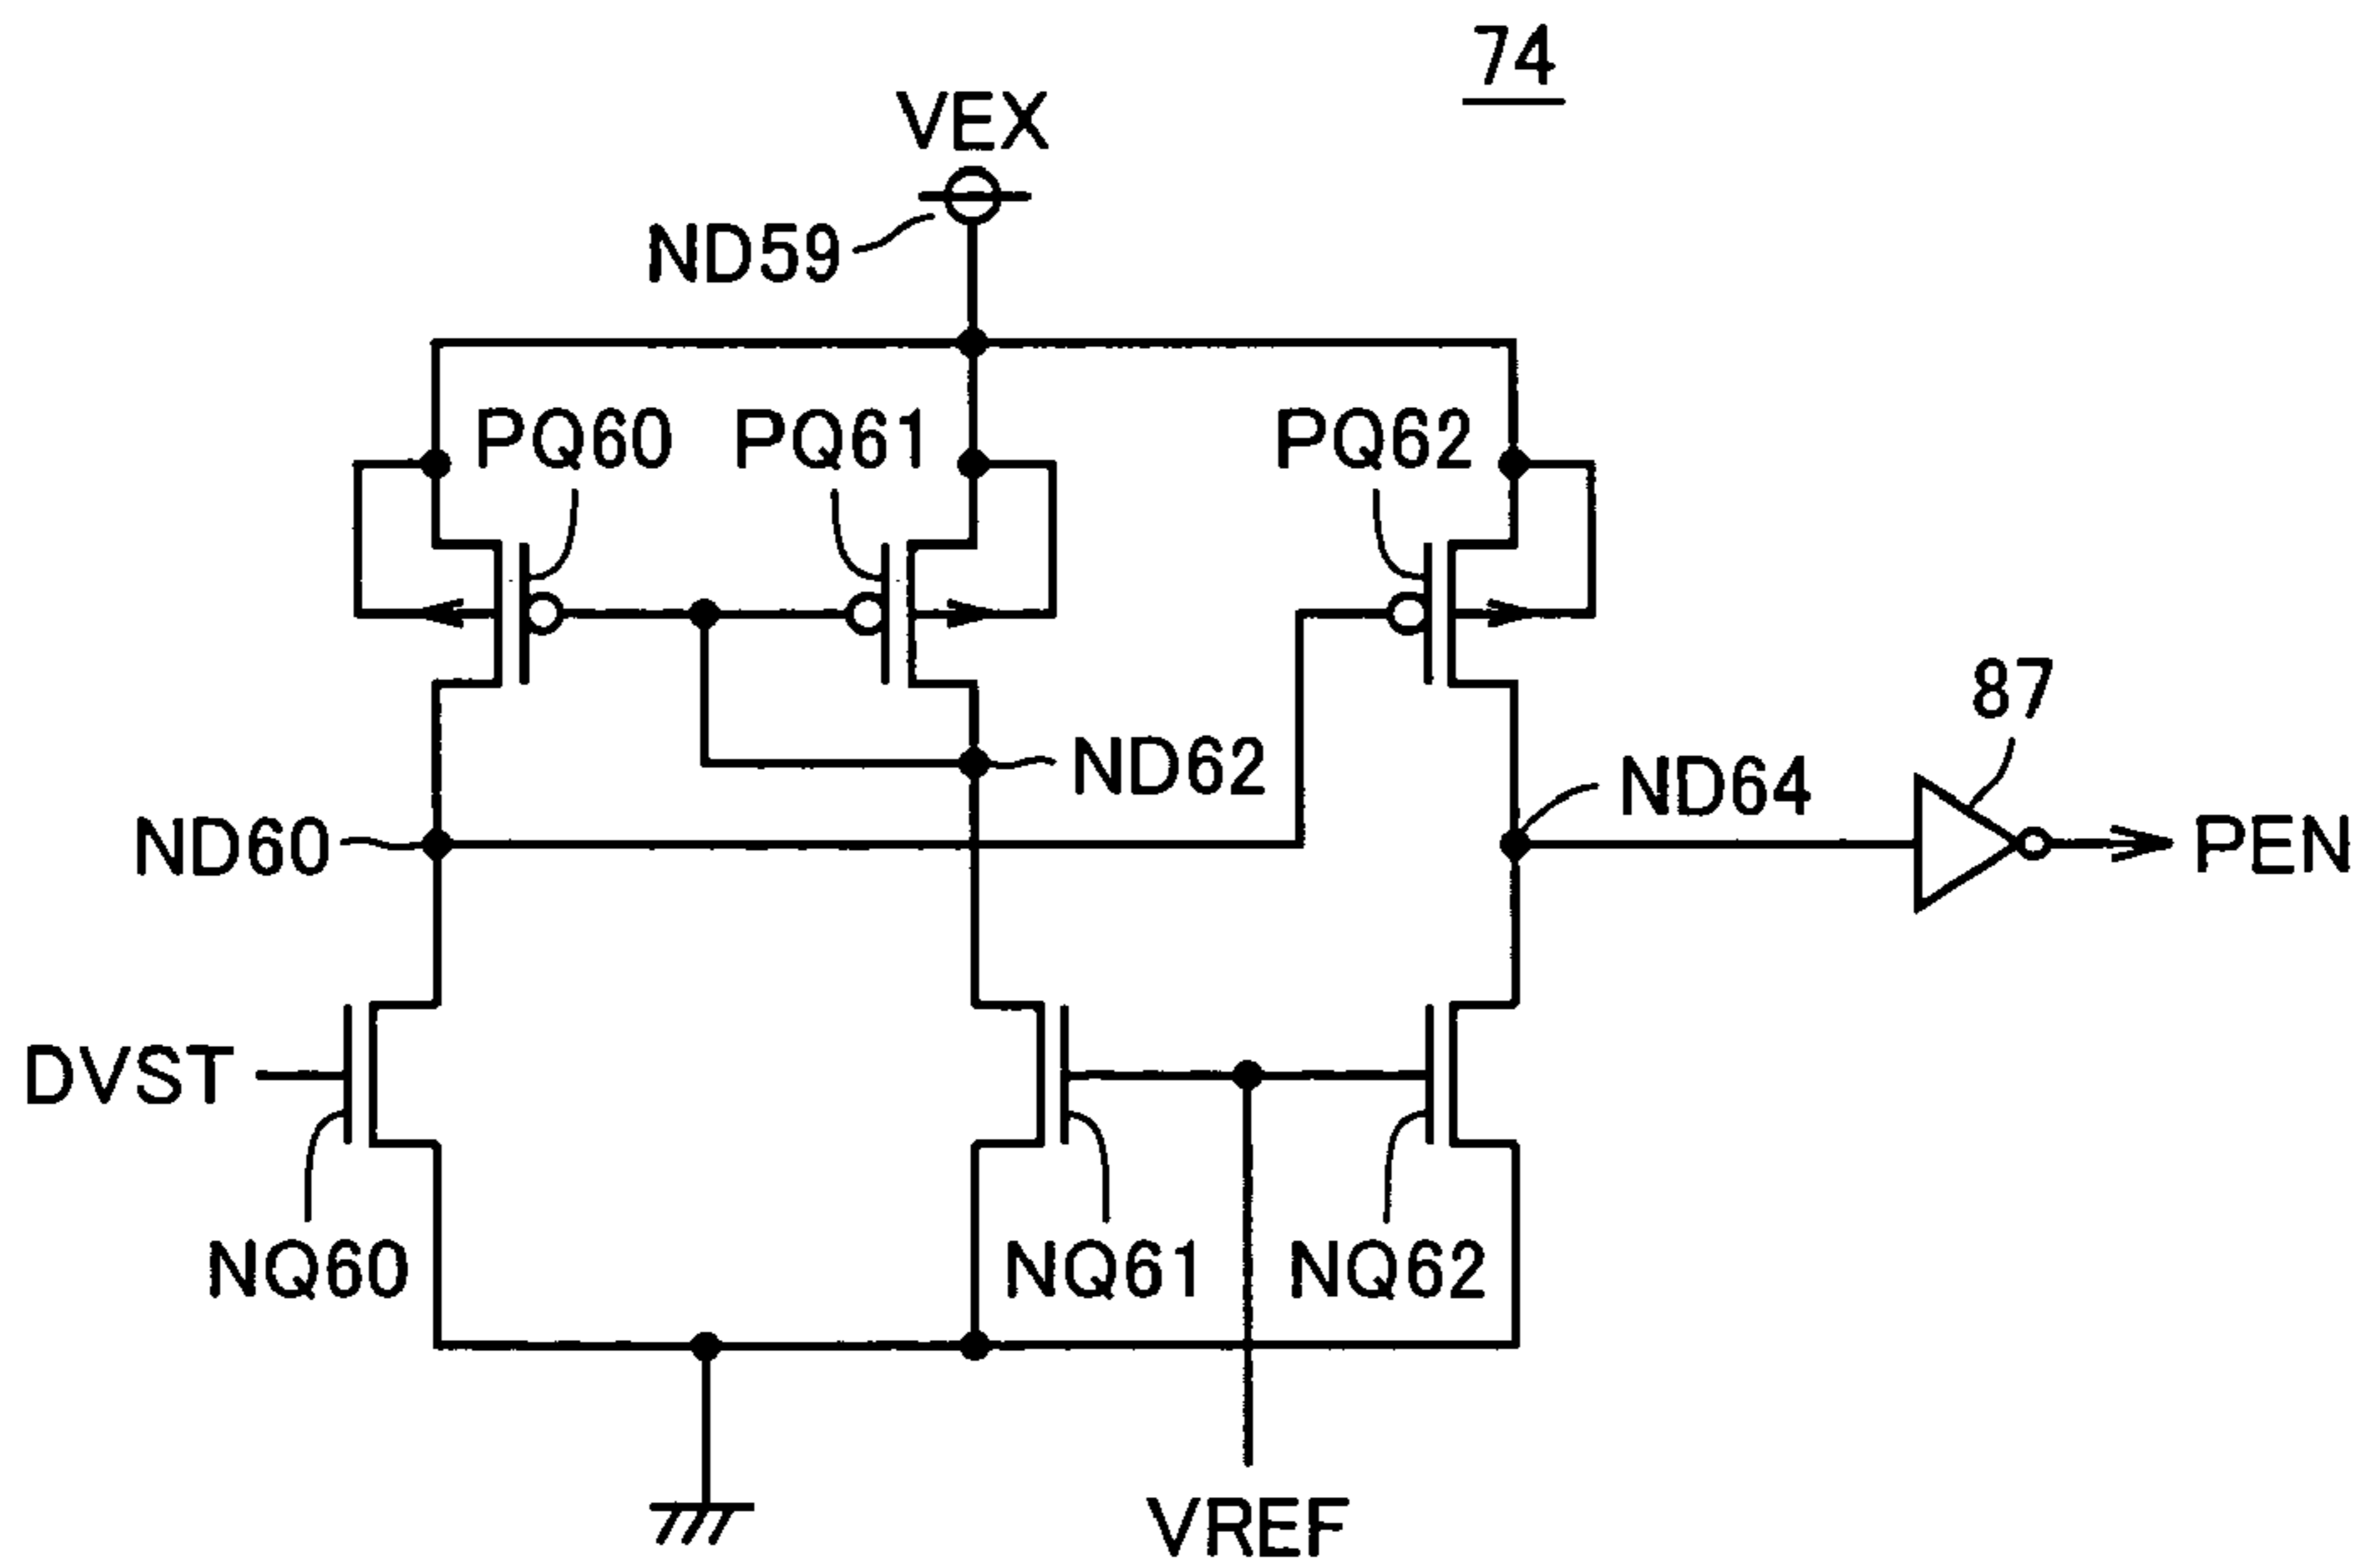 74
VEX
ND59
PQ60
PQ61
PQ62
87
ND62
ND64
ND60
PEN
DVST
NQ60
NQ61
NQ62
VREF